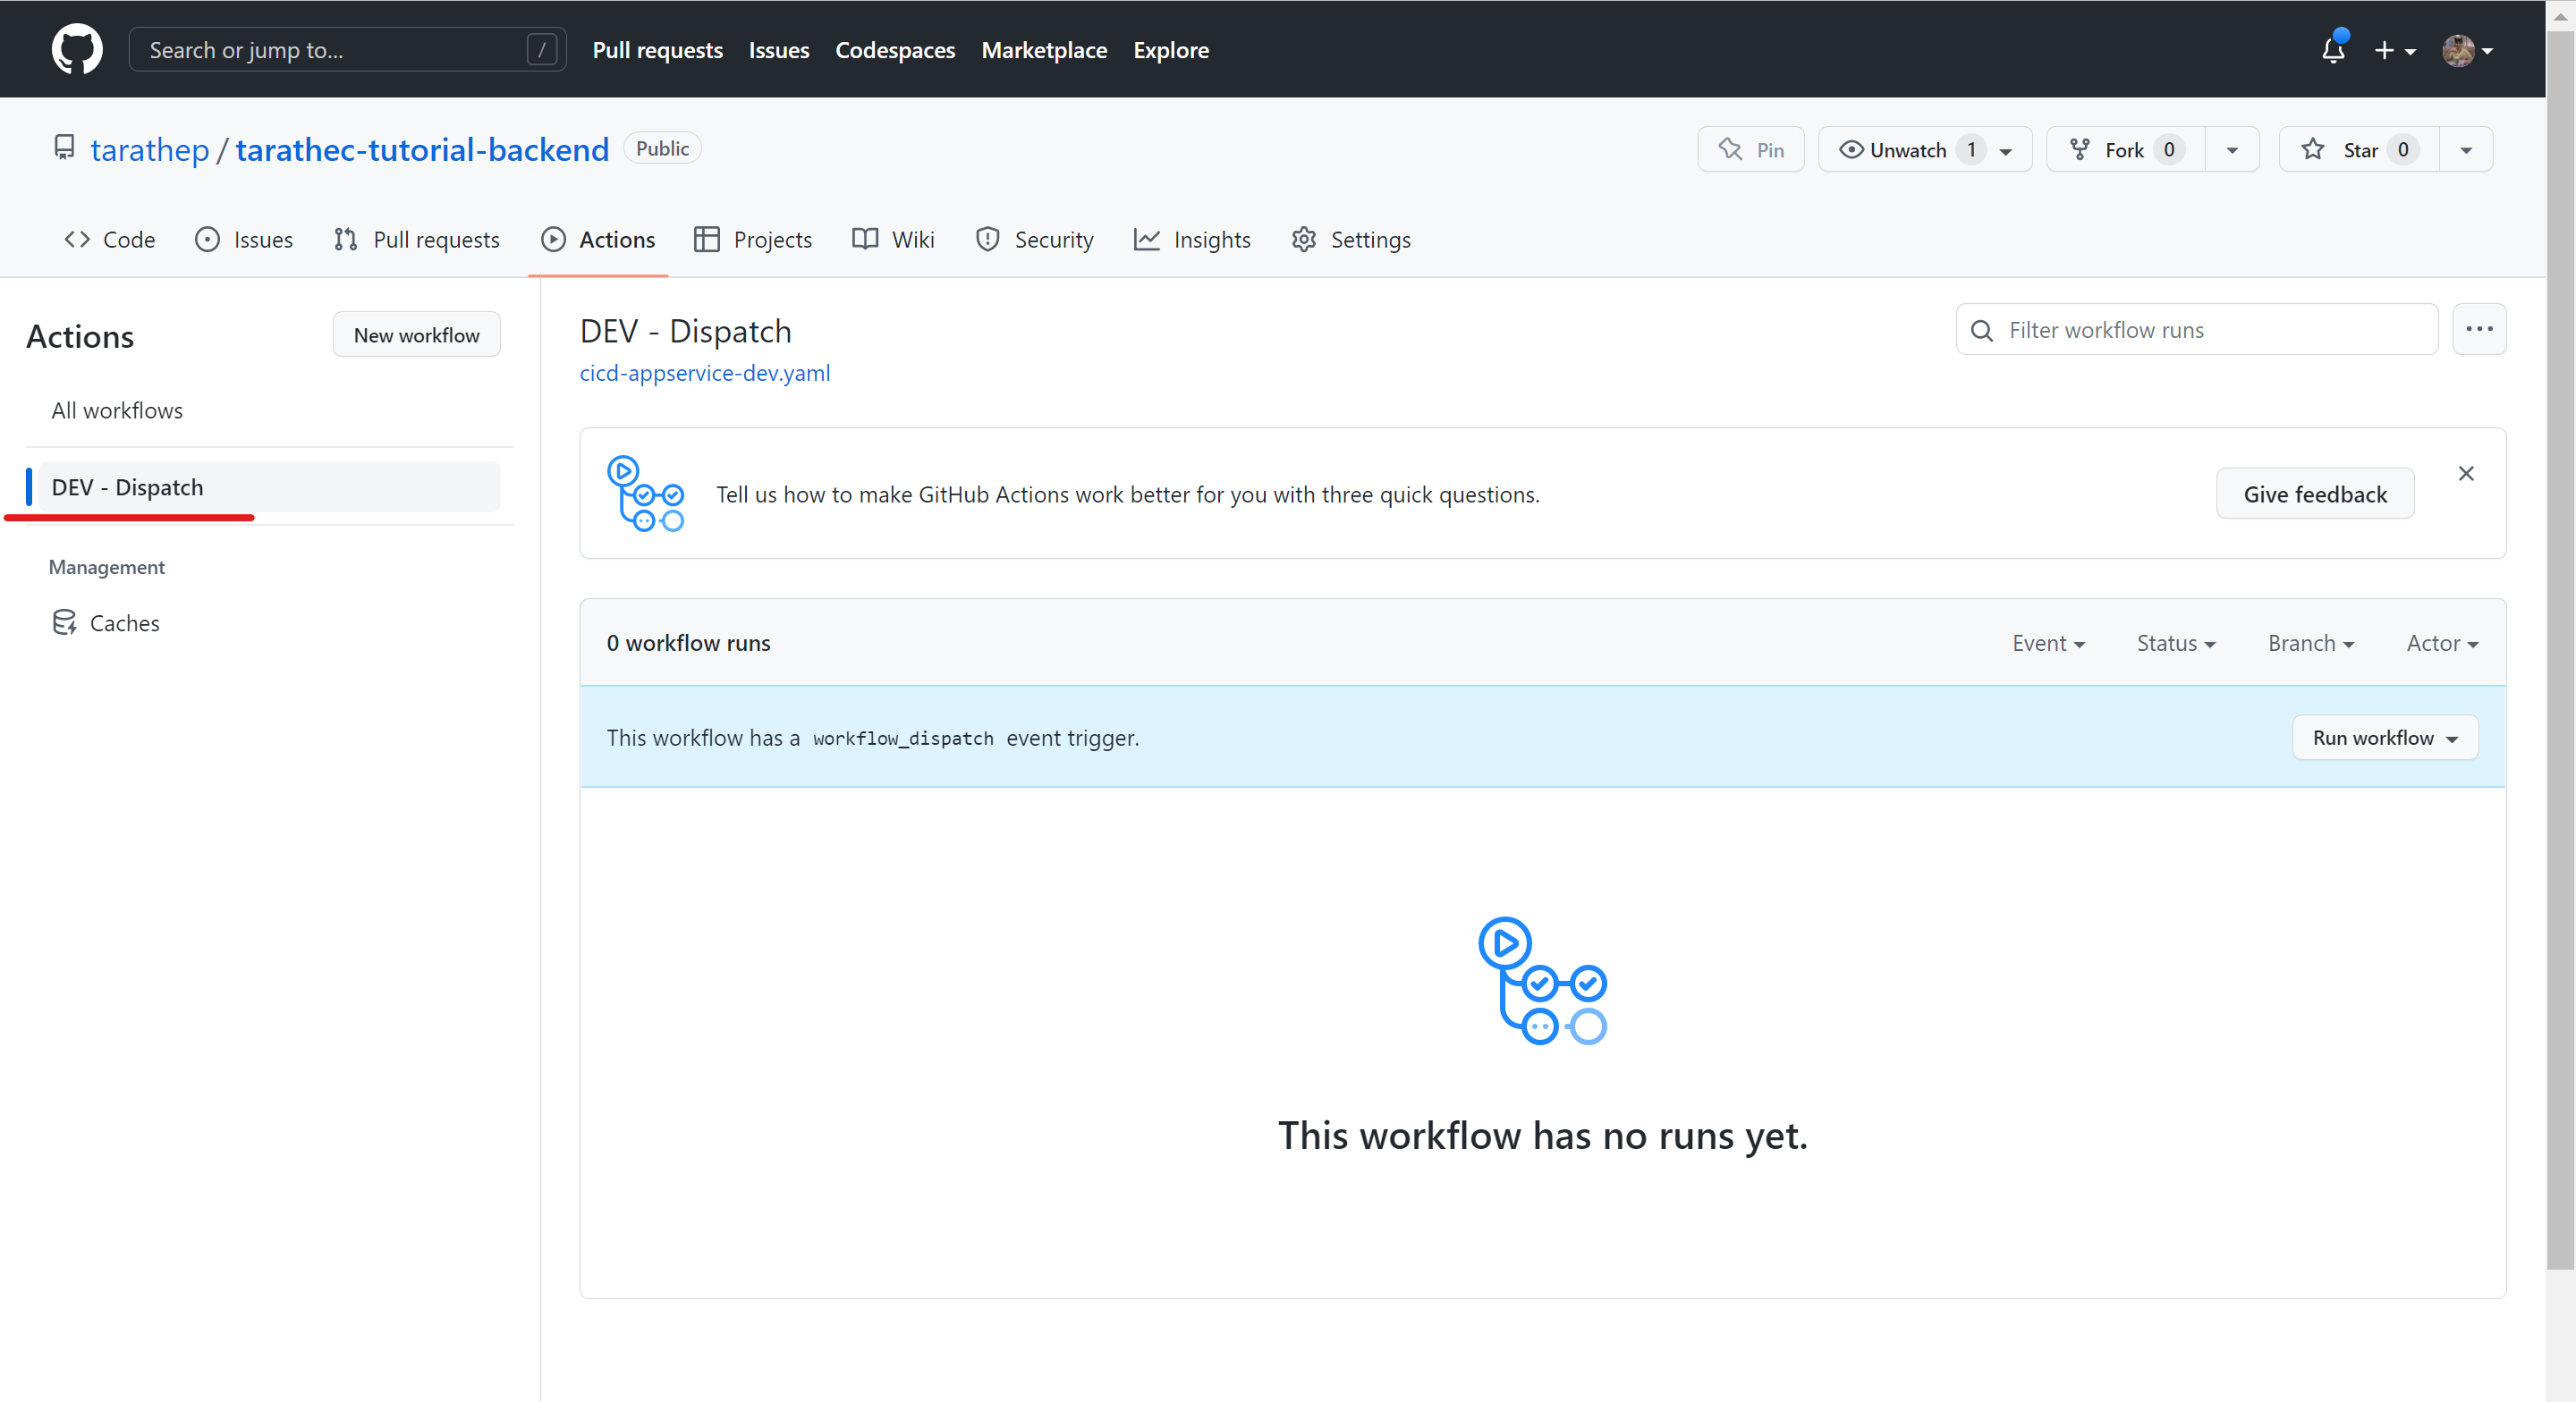 Search or jump to... /
Pull requests Issues Codespaces Marketplace Explore
tarathep / tarathec-tutorial-backend Public
Pin Unwatch 1 Fork 0 Star 0
Code Issues Pull requests Actions Projects Wiki Security Insights Settings
Actions New workflow
All workflows
DEV - Dispatch
Management
Caches
DEV - Dispatch
cicd-appservice-dev.yaml
Filter workflow runs
Tell us how to make GitHub Actions work better for you with three quick questions.
Give feedback
0 workflow runs
Event Status Branch Actor
This workflow has a workflow_dispatch event trigger.
Run workflow
This workflow has no runs yet.